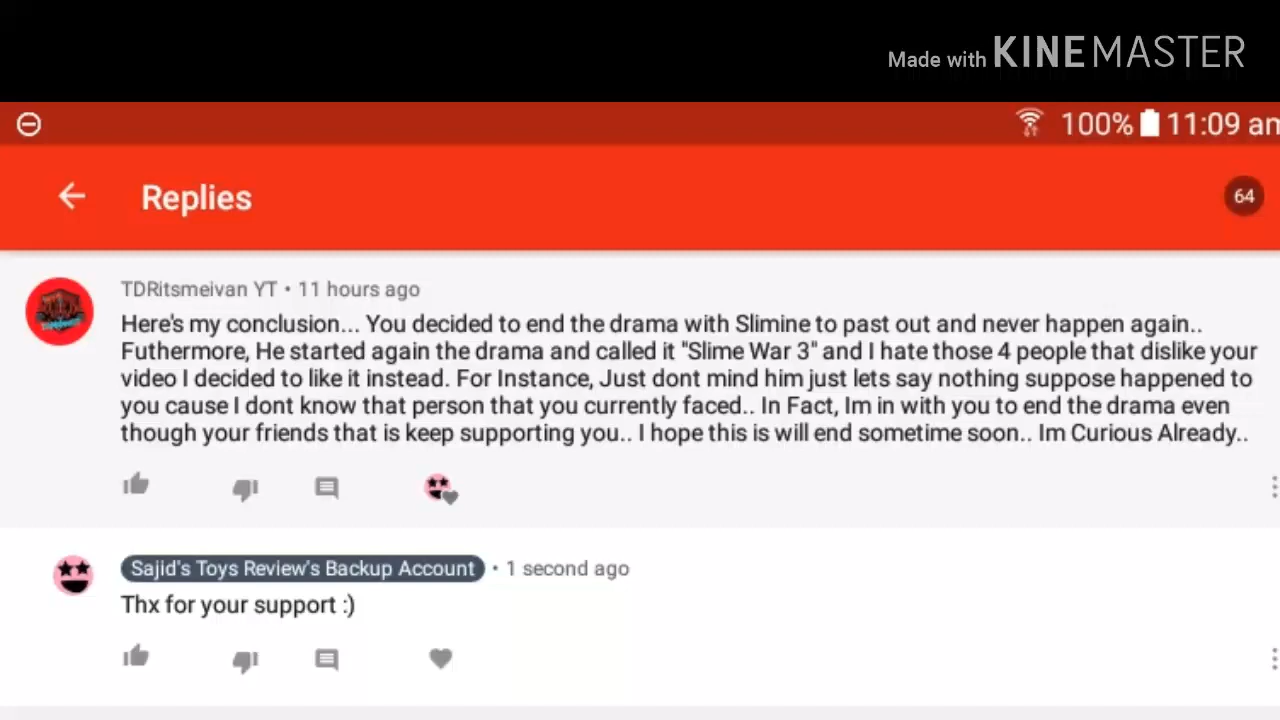 Made with KINEMASTER
100% 11:09 am
Replies
64
TDRitsmeivan YT • 11 hours ago
Here's my conclusion... You decided to end the drama with Slimine to past out and never happen again..
Futhermore, He started again the drama and called it "Slime War 3" and I hate those 4 people that dislike your
video I decided to like it instead. For Instance, Just dont mind him just lets say nothing suppose happened to
you cause I dont know that person that you currently faced.. In Fact, Im in with you to end the drama even
though your friends that is keep supporting you.. I hope this is will end sometime soon.. Im Curious Already..
Sajid's Toys Review's Backup Account • 1 second ago
Thx for your support :)